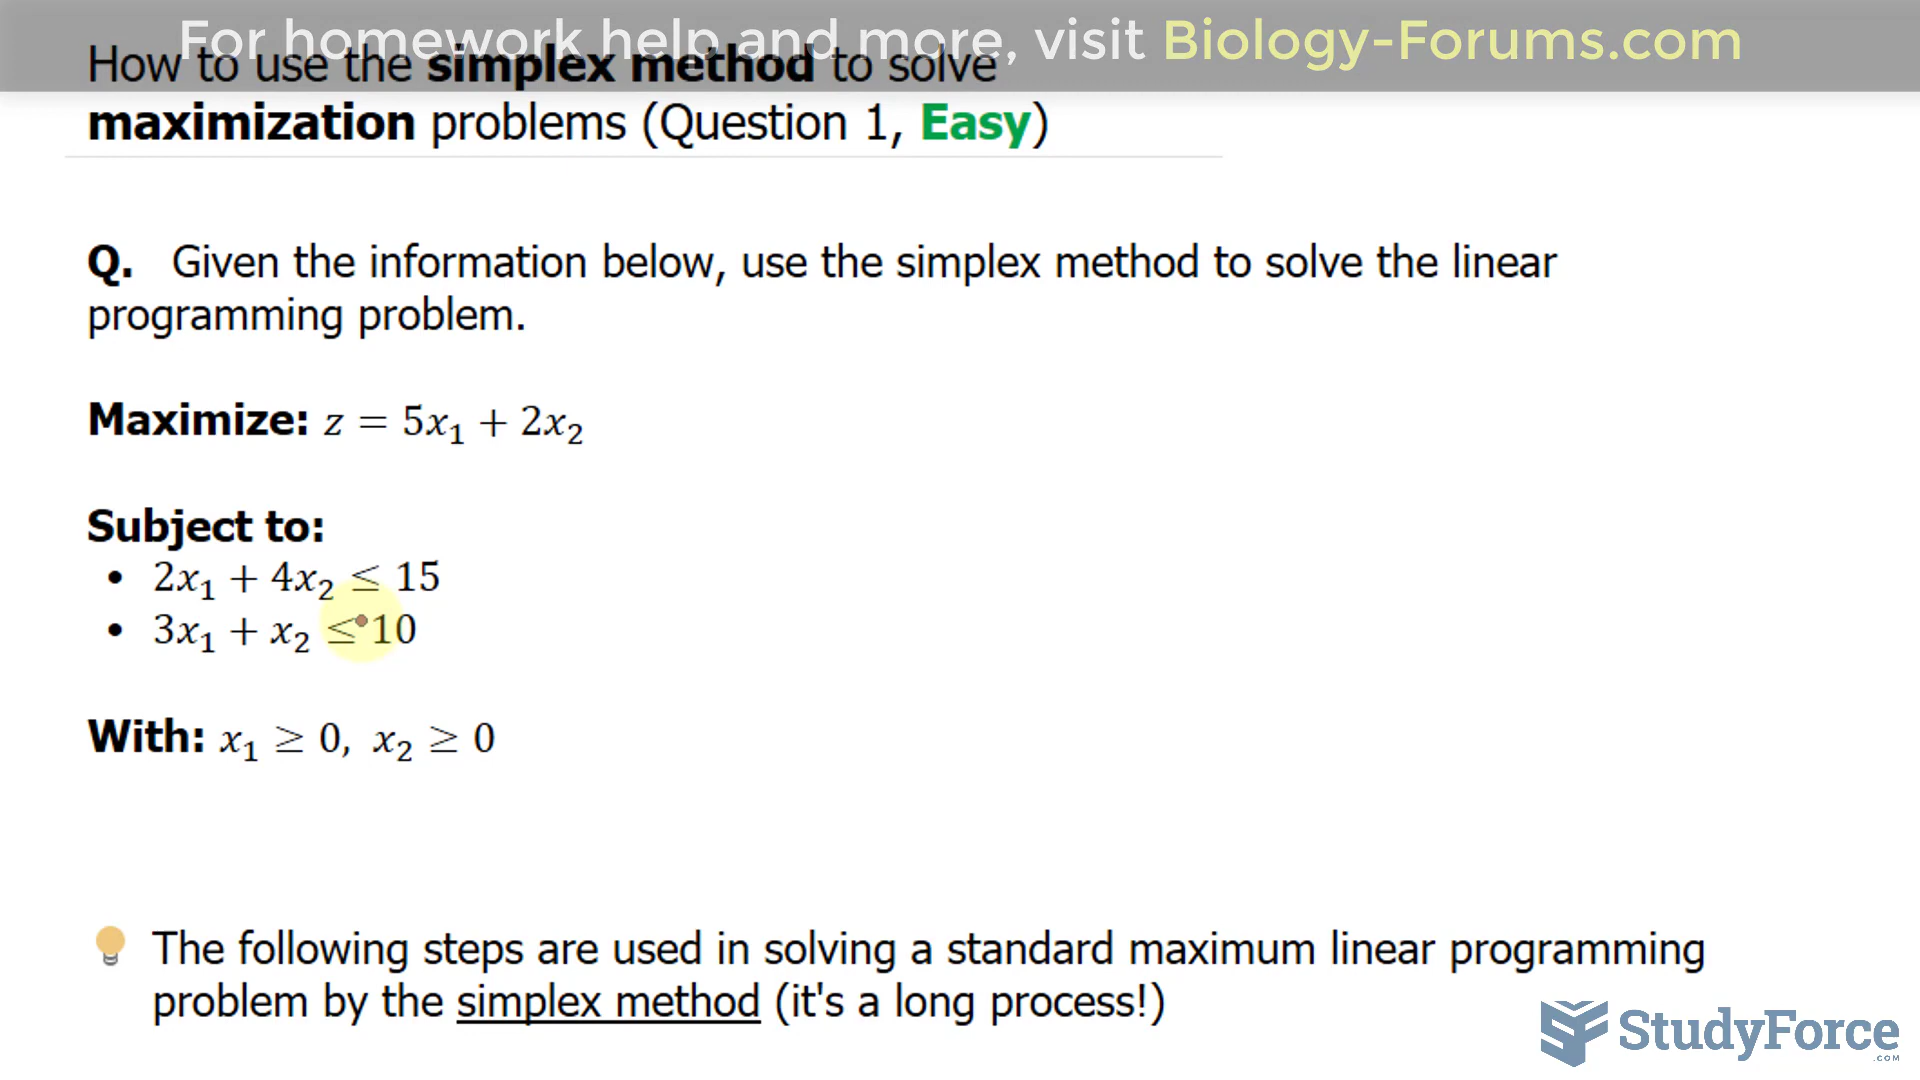 For homework help and more, visit Biology-Forums.com
How to use the simplex method to solve
maximization problems (Question 1, Easy)
Q. Given the information below, use the simplex method to solve the linear
programming problem.
Maximize: z = 5x₁ + 2x₂
Subject to:
• 2x₁ + 4x₂ ≤ 15
• 3x₁ + x₂ ≤ 10
With: x₁ ≥ 0, x₂ ≥ 0
The following steps are used in solving a standard maximum linear programming
problem by the simplex method (it's a long process!)
StudyForce
.COM